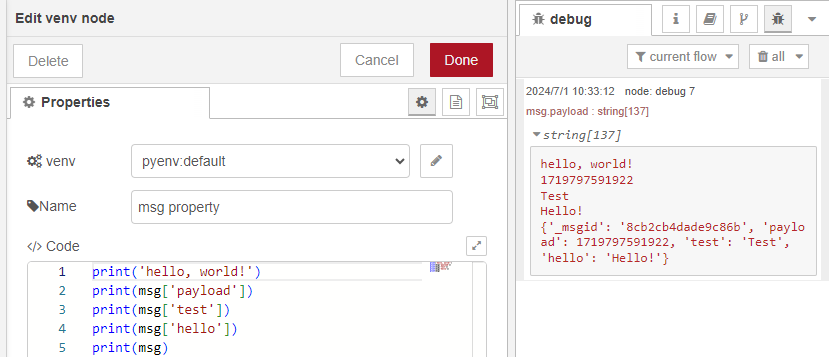 Edit venv node
Delete
Cancel
Done
Properties
venv
pyenv:default
Name
msg property
</> Code
1 print('hello, world!')
2 print(msg['payload'])
3 print(msg['test'])
4 print(msg['hello'])
5 print(msg)
debug
current flow
all
2024/7/1 10:33:12 node: debug 7
msg.payload : string[137]
string[137]
hello, world!
1719797591922
Test
Hello!
{'_msgid': '8cb2cb4dade9c86b', 'paylo
ad': 1719797591922, 'test': 'Test',
'hello': 'Hello!'}